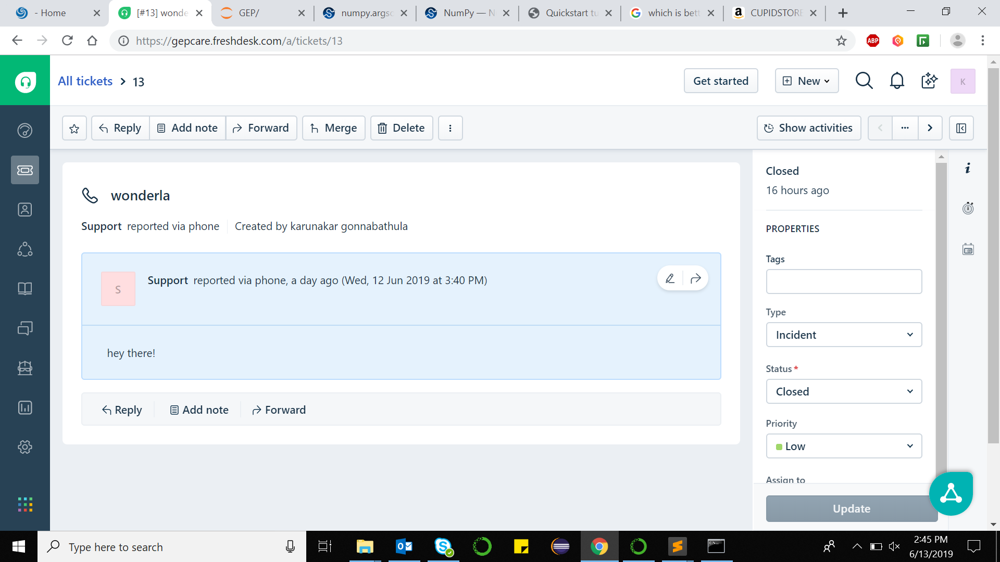 - Home
[#13] wonde
GEP/
numpy.argso
NumPy — N
Quickstart tu
which is bett
CUPIDSTORE
https://gepcare.freshdesk.com/a/tickets/13
ABP
All tickets > 13
Get started
New
K
Reply
Add note
Forward
Merge
Delete
Show activities
wonderla
Support reported via phone
Created by karunakar gonnabathula
S
Support reported via phone, a day ago (Wed, 12 Jun 2019 at 3:40 PM)
hey there!
Reply
Add note
Forward
Closed
16 hours ago
PROPERTIES
Tags
Type
Incident
Status *
Closed
Priority
Low
Assign to
Update
Type here to search
2:45 PM
6/13/2019